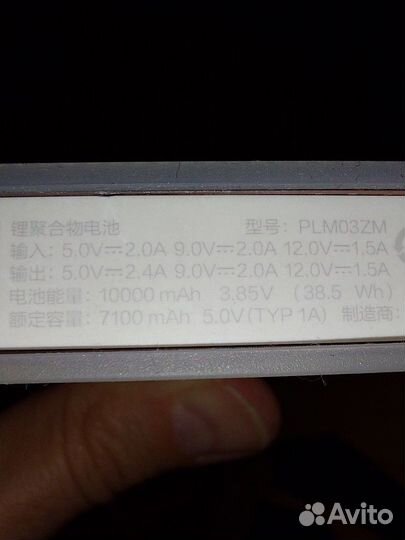 锂聚合物电池 型号: PLM03ZM
输入: 5.0V⎓2.0A 9.0V⎓2.0A 12.0V⎓1.5A
输出: 5.0V⎓2.4A 9.0V⎓2.0A 12.0V⎓1.5A
电池能量: 10000 mAh 3.85V (38.5 Wh)
额定容量: 7100 mAh 5.0V(TYP 1A) 制造商:
Avito